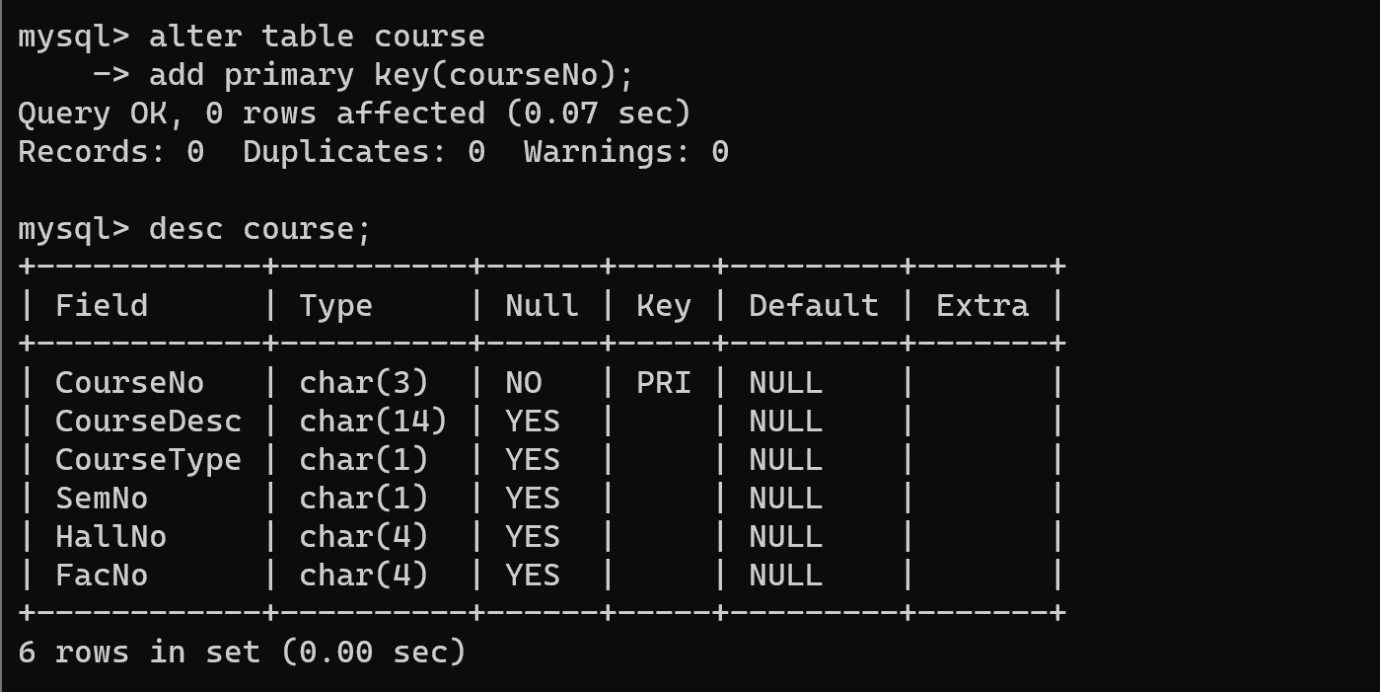 mysql> alter table course
    -> add primary key(courseNo);
Query OK, 0 rows affected (0.07 sec)
Records: 0  Duplicates: 0  Warnings: 0

mysql> desc course;
+------------+----------+------+-----+---------+-------+
| Field      | Type     | Null | Key | Default | Extra |
+------------+----------+------+-----+---------+-------+
| CourseNo   | char(3)  | NO   | PRI | NULL    |       |
| CourseDesc | char(14) | YES  |     | NULL    |       |
| CourseType | char(1)  | YES  |     | NULL    |       |
| SemNo      | char(1)  | YES  |     | NULL    |       |
| HallNo     | char(4)  | YES  |     | NULL    |       |
| FacNo      | char(4)  | YES  |     | NULL    |       |
+------------+----------+------+-----+---------+-------+
6 rows in set (0.00 sec)